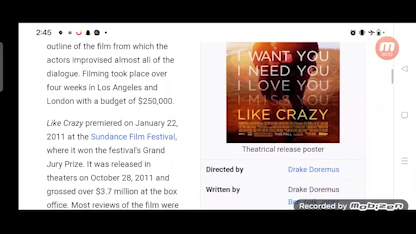 2:45
outline of the film from which the
actors improvised almost all of the
dialogue. Filming took place over
four weeks in Los Angeles and
London with a budget of $250,000.
Like Crazy premiered on January 22,
2011 at the Sundance Film Festival,
where it won the festival's Grand
Jury Prize. It was released in
theaters on October 28, 2011 and
grossed over $3.7 million at the box
office. Most reviews of the film were
I WANT YOU
I NEED YOU
I LOVE YOU
I MISS YOU
LIKE CRAZY
Theatrical release poster
Directed by Drake Doremus
Written by Drake Doremus
Recorded by MOBIZEN